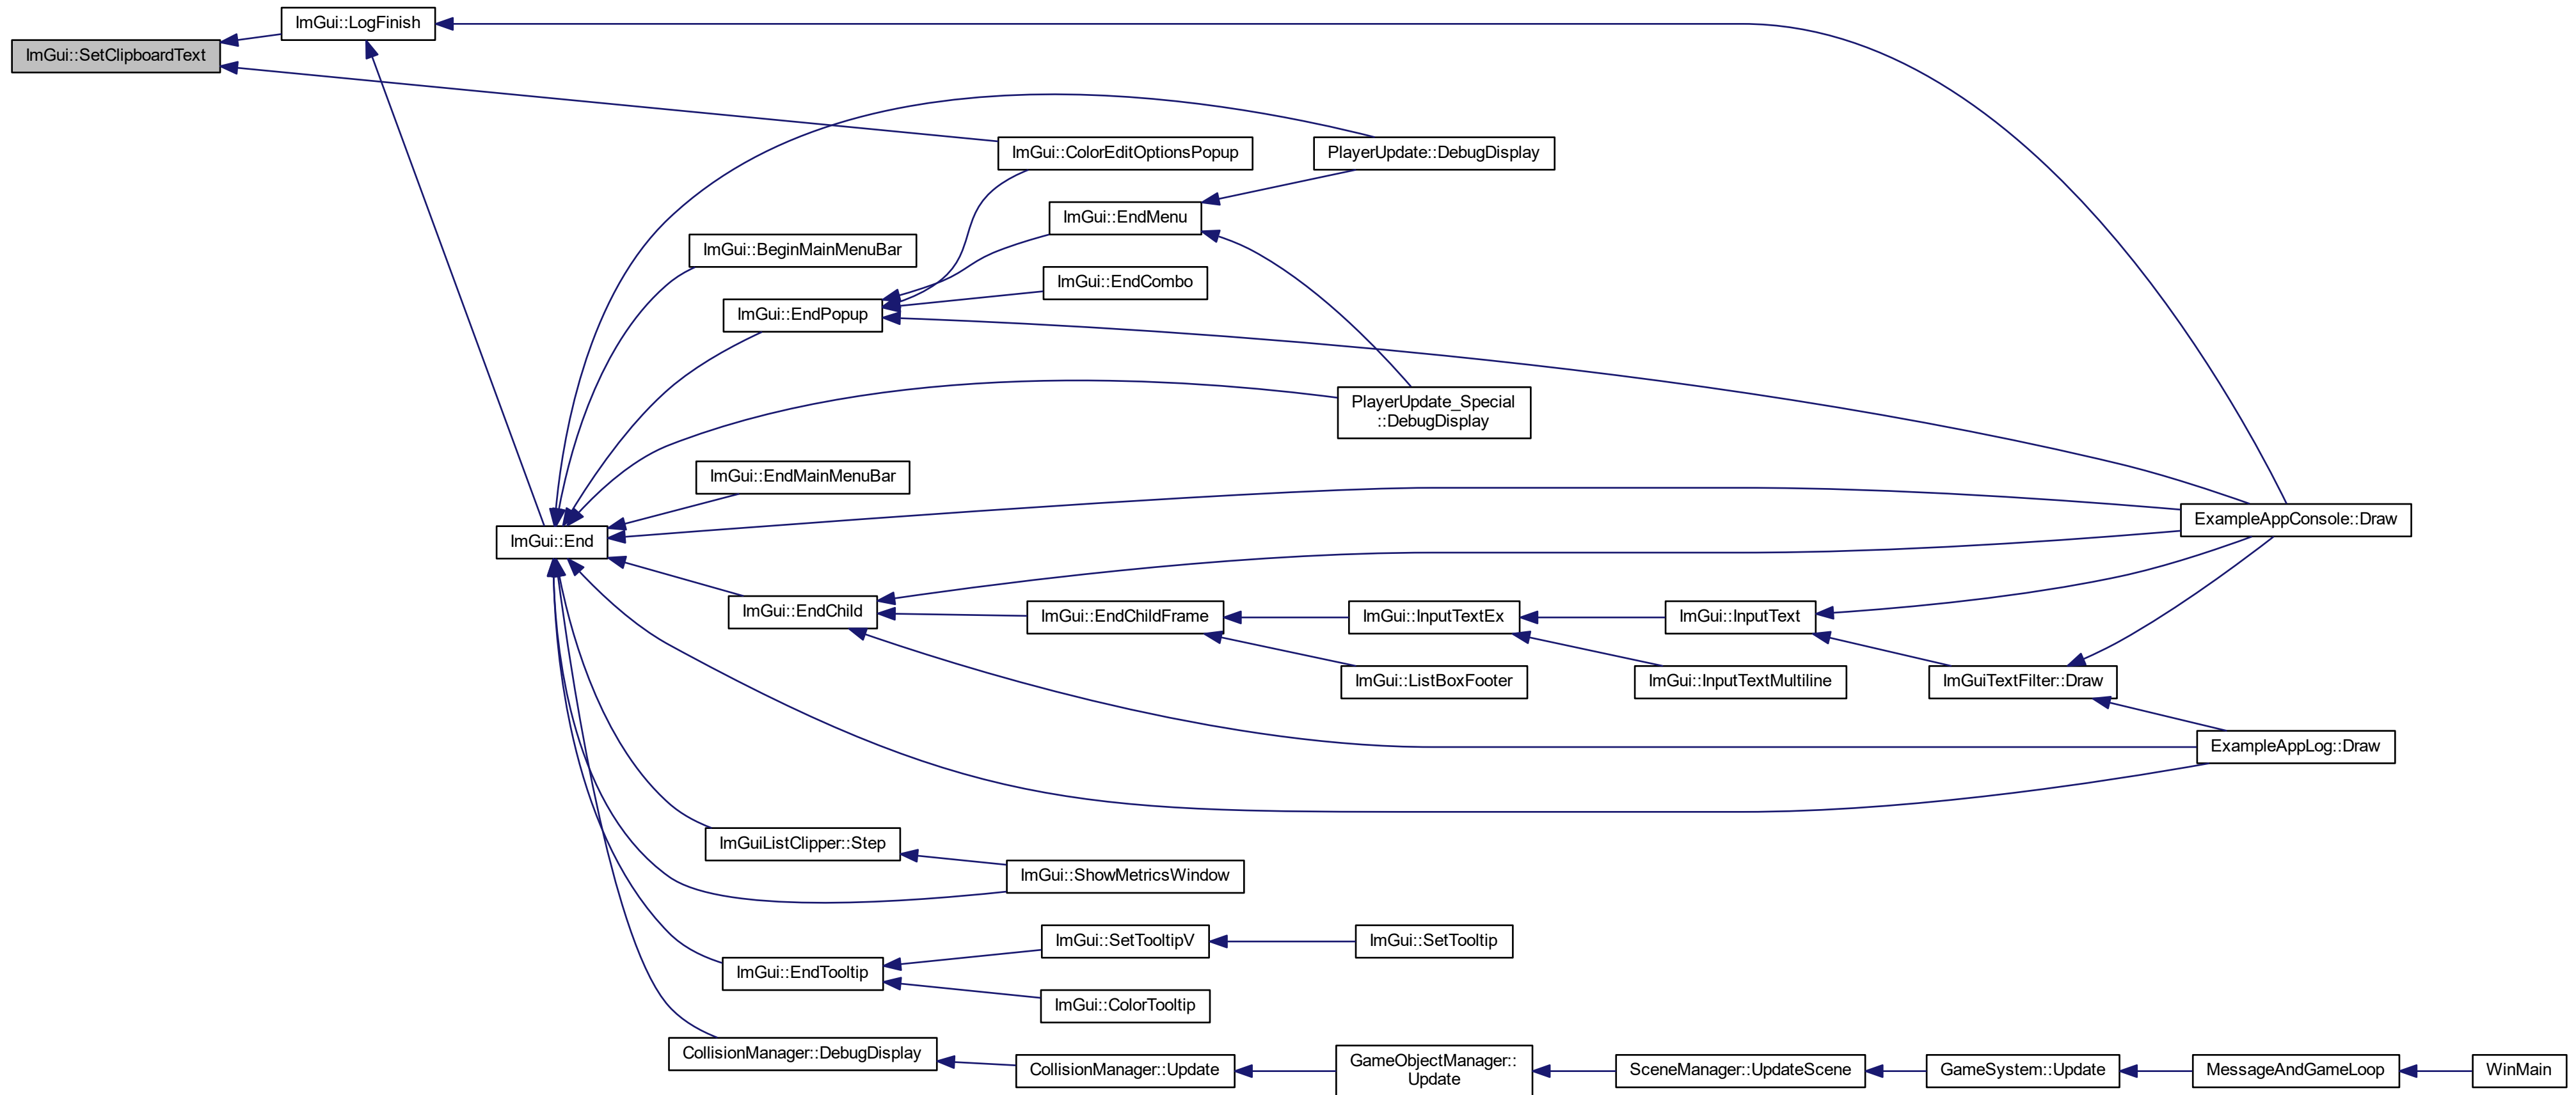 ImGui::LogFinish
ImGui::SetClipboardText
ImGui::ColorEditOptionsPopup
PlayerUpdate::DebugDisplay
ImGui::EndMenu
ImGui::BeginMainMenuBar
ImGui::EndCombo
ImGui::EndPopup
PlayerUpdate_Special
::DebugDisplay
ImGui::EndMainMenuBar
ExampleAppConsole::Draw
ImGui::End
ImGui::EndChild
ImGui::EndChildFrame
ImGui::InputTextEx
ImGui::InputText
ImGui::ListBoxFooter
ImGui::InputTextMultiline
ImGuiTextFilter::Draw
ExampleAppLog::Draw
ImGuiListClipper::Step
ImGui::ShowMetricsWindow
ImGui::SetTooltipV
ImGui::SetTooltip
ImGui::EndTooltip
ImGui::ColorTooltip
CollisionManager::DebugDisplay
CollisionManager::Update
GameObjectManager::
Update
SceneManager::UpdateScene
GameSystem::Update
MessageAndGameLoop
WinMain